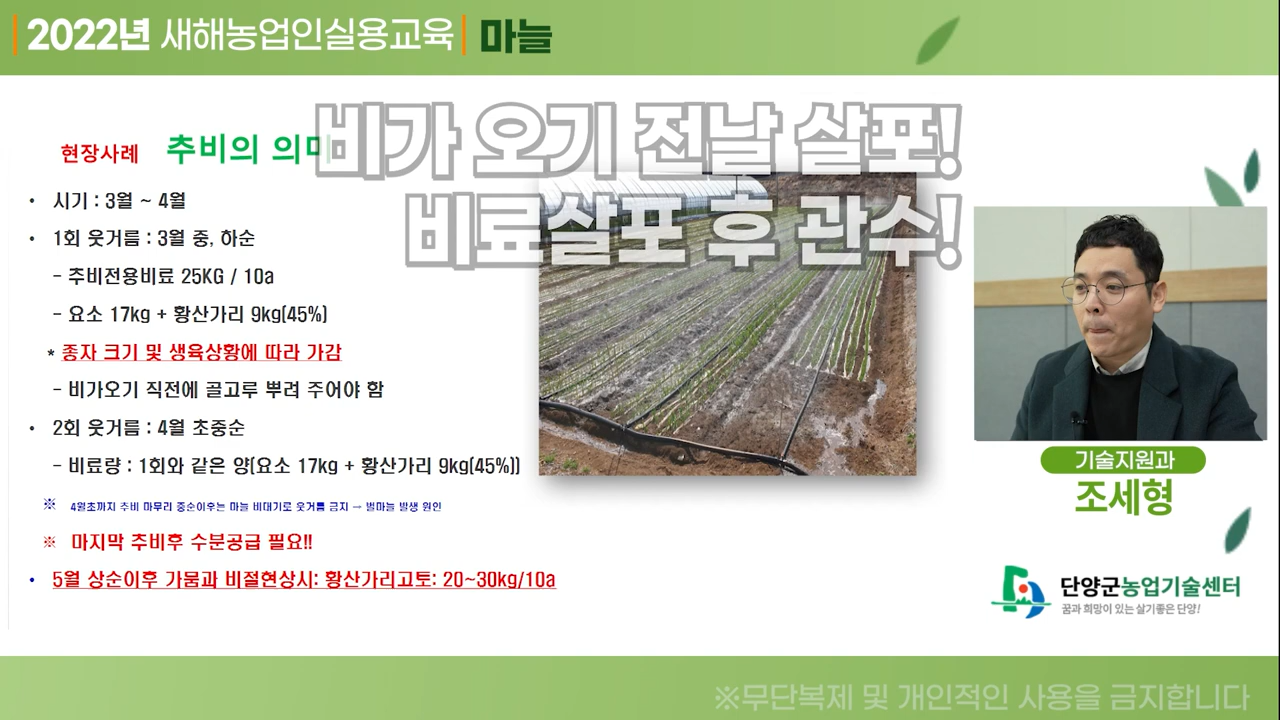 2022년 새해농업인실용교육 마늘
비가 오기 전날 살포!
비료살포 후 관수!
현장사례 추비의 의미
• 시기 : 3월 ~ 4월
• 1회 웃거름 : 3월 중, 하순
- 추비전용비료 25KG / 10a
- 요소 17kg + 황산가리 9kg(45%)
* 종자 크기 및 생육상황에 따라 가감
- 비가오기 직전에 골고루 뿌려 주어야 함
• 2회 웃거름 : 4월 초중순
- 비료량 : 1회와 같은 양(요소 17kg + 황산가리 9kg(45%))
※ 4월초까지 추비 마무리 중순이후는 마늘 비대기로 웃거름 금지 → 벌마늘 발생 원인
※ 마지막 추비후 수분공급 필요!!
• 5월 상순이후 가뭄과 비절현상시: 황산가리고토: 20~30kg/10a
기술지원과
조세형
단양군농업기술센터
꿈과 희망이 있는 살기좋은 단양!
※무단복제 및 개인적인 사용을 금지합니다